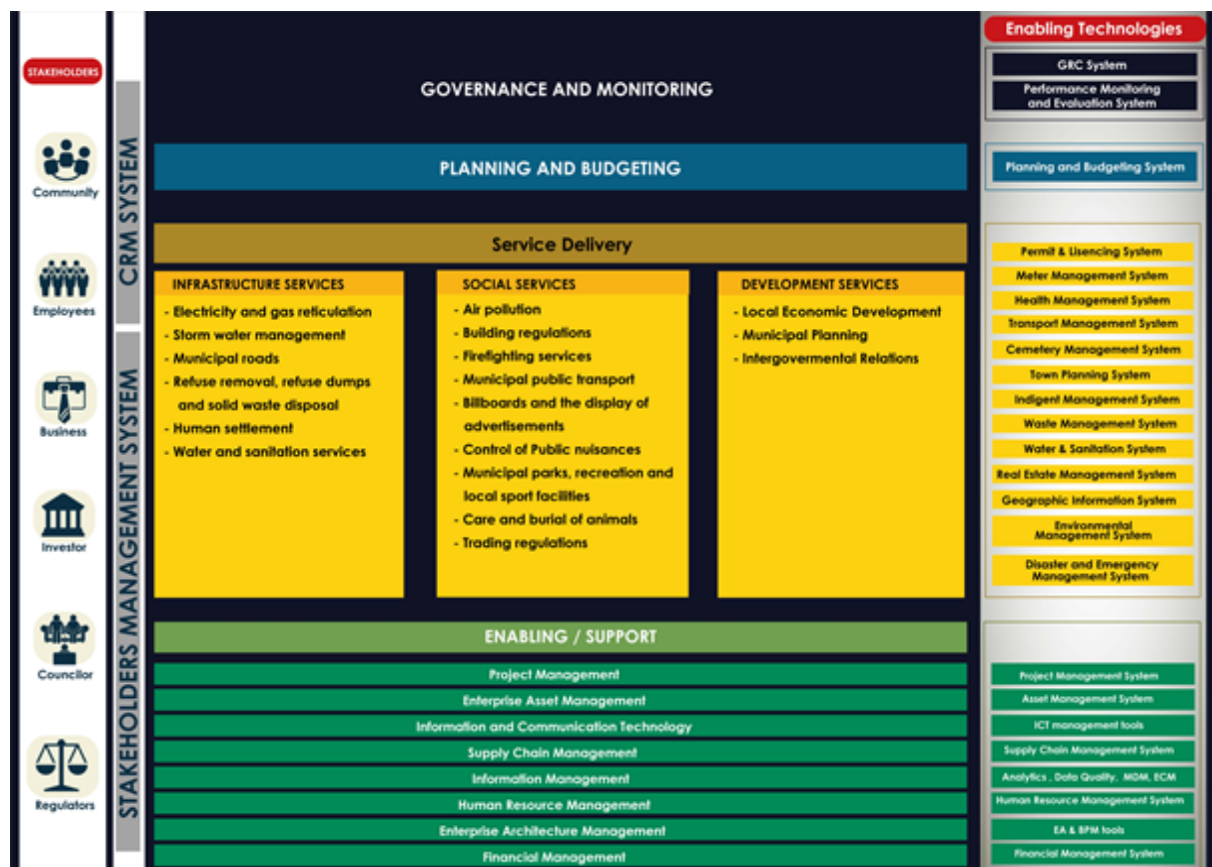 STAKEHOLDERS
Community
Employees
Business
Investor
Councilor
Regulators
CRM SYSTEM
STAKEHOLDERS MANAGEMENT SYSTEM
GOVERNANCE AND MONITORING
PLANNING AND BUDGETING
Service Delivery
INFRASTRUCTURE SERVICES
- Electricity and gas reticulation
- Storm water management
- Municipal roads
- Refuse removal, refuse dumps
and solid waste disposal
- Human settlement
- Water and sanitation services
SOCIAL SERVICES
- Air pollution
- Building regulations
- Firefighting services
- Municipal public transport
- Billboards and the display of
advertisements
- Control of Public nuisances
- Municipal parks, recreation and
local sport facilities
- Care and burial of animals
- Trading regulations
DEVELOPMENT SERVICES
- Local Economic Development
- Municipal Planning
- Intergovermental Relations
ENABLING / SUPPORT
Project Management
Enterprise Asset Management
Information and Communication Technology
Supply Chain Management
Information Management
Human Resource Management
Enterprise Architecture Management
Financial Management
Enabling Technologies
GRC System
Performance Monitoring
and Evaluation System
Planning and Budgeting System
Permit & Lisencing System
Meter Management System
Health Management System
Transport Management System
Cemetery Management System
Town Planning System
Indigent Management System
Waste Management System
Water & Sanitation System
Real Estate Management System
Geographic Information System
Environmental
Management System
Disaster and Emergency
Management System
Project Management System
Asset Management System
ICT management tools
Supply Chain Management System
Analytics , Data Quality, MDM, ECM
Human Resource Management System
EA & BPM tools
Financial Management System